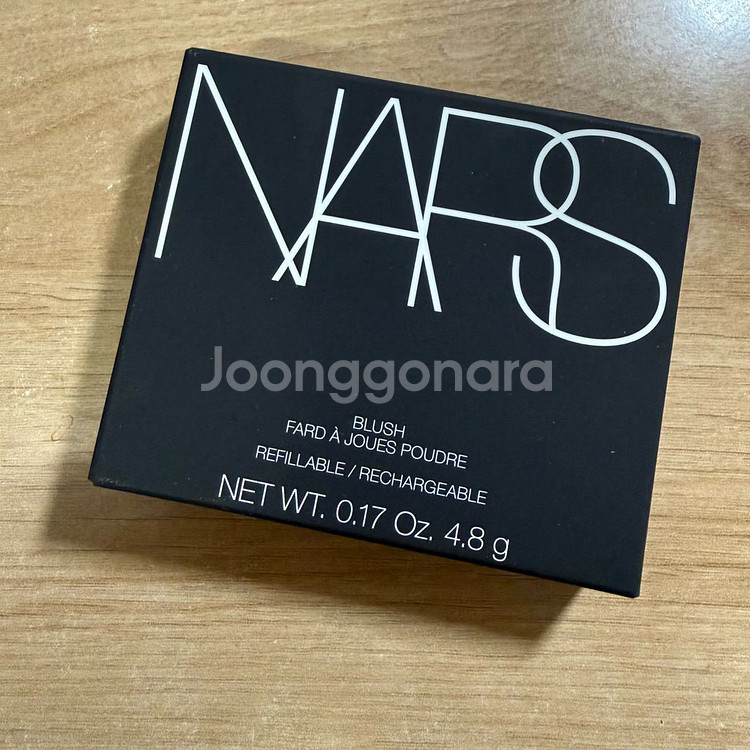 NARS
Joonggonara
BLUSH
FARD À JOUES POUDRE
REFILLABLE / RECHARGEABLE
NET WT. 0.17 Oz. 4.8 g